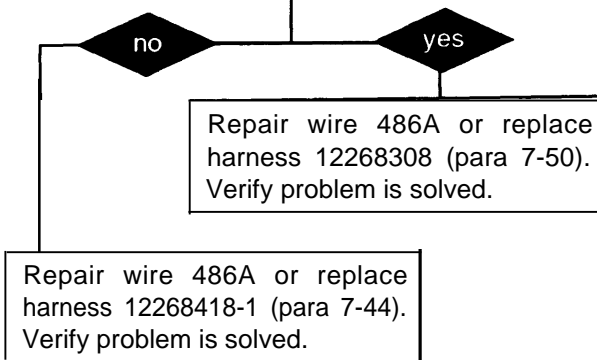 no
yes
Repair wire 486A or replace
harness 12268308 (para 7-50).
Verify problem is solved.
Repair wire 486A or replace
harness 12268418-1 (para 7-44).
Verify problem is solved.